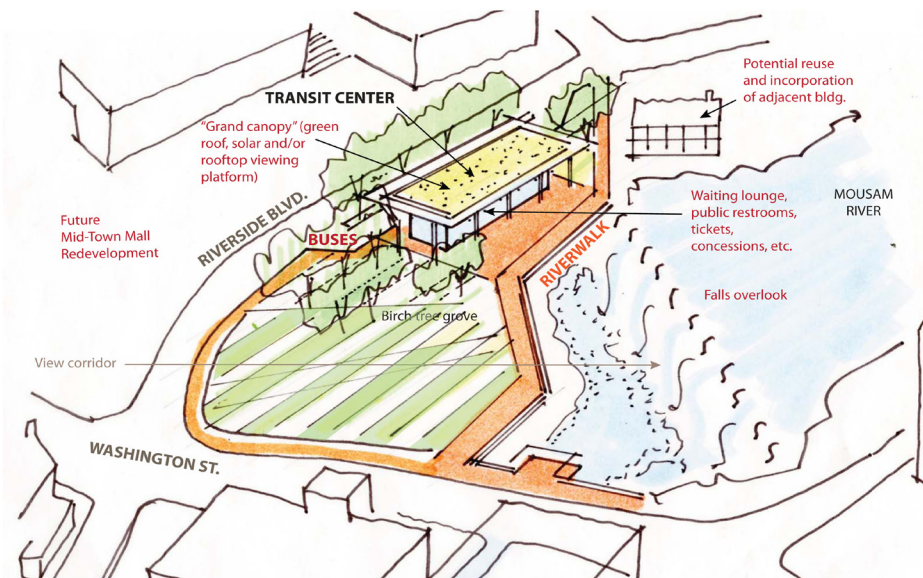 Potential reuse
and incorporation
of adjacent bldg.
TRANSIT CENTER
“Grand canopy” (green
roof, solar and/or
rooftop viewing
platform)
Waiting lounge,
public restrooms,
tickets,
concessions, etc.
MOUSAM
RIVER
Future
Mid-Town Mall
Redevelopment
RIVERSIDE BLVD.
BUSES
RIVERWALK
Falls overlook
Birch tree grove
View corridor
WASHINGTON ST.